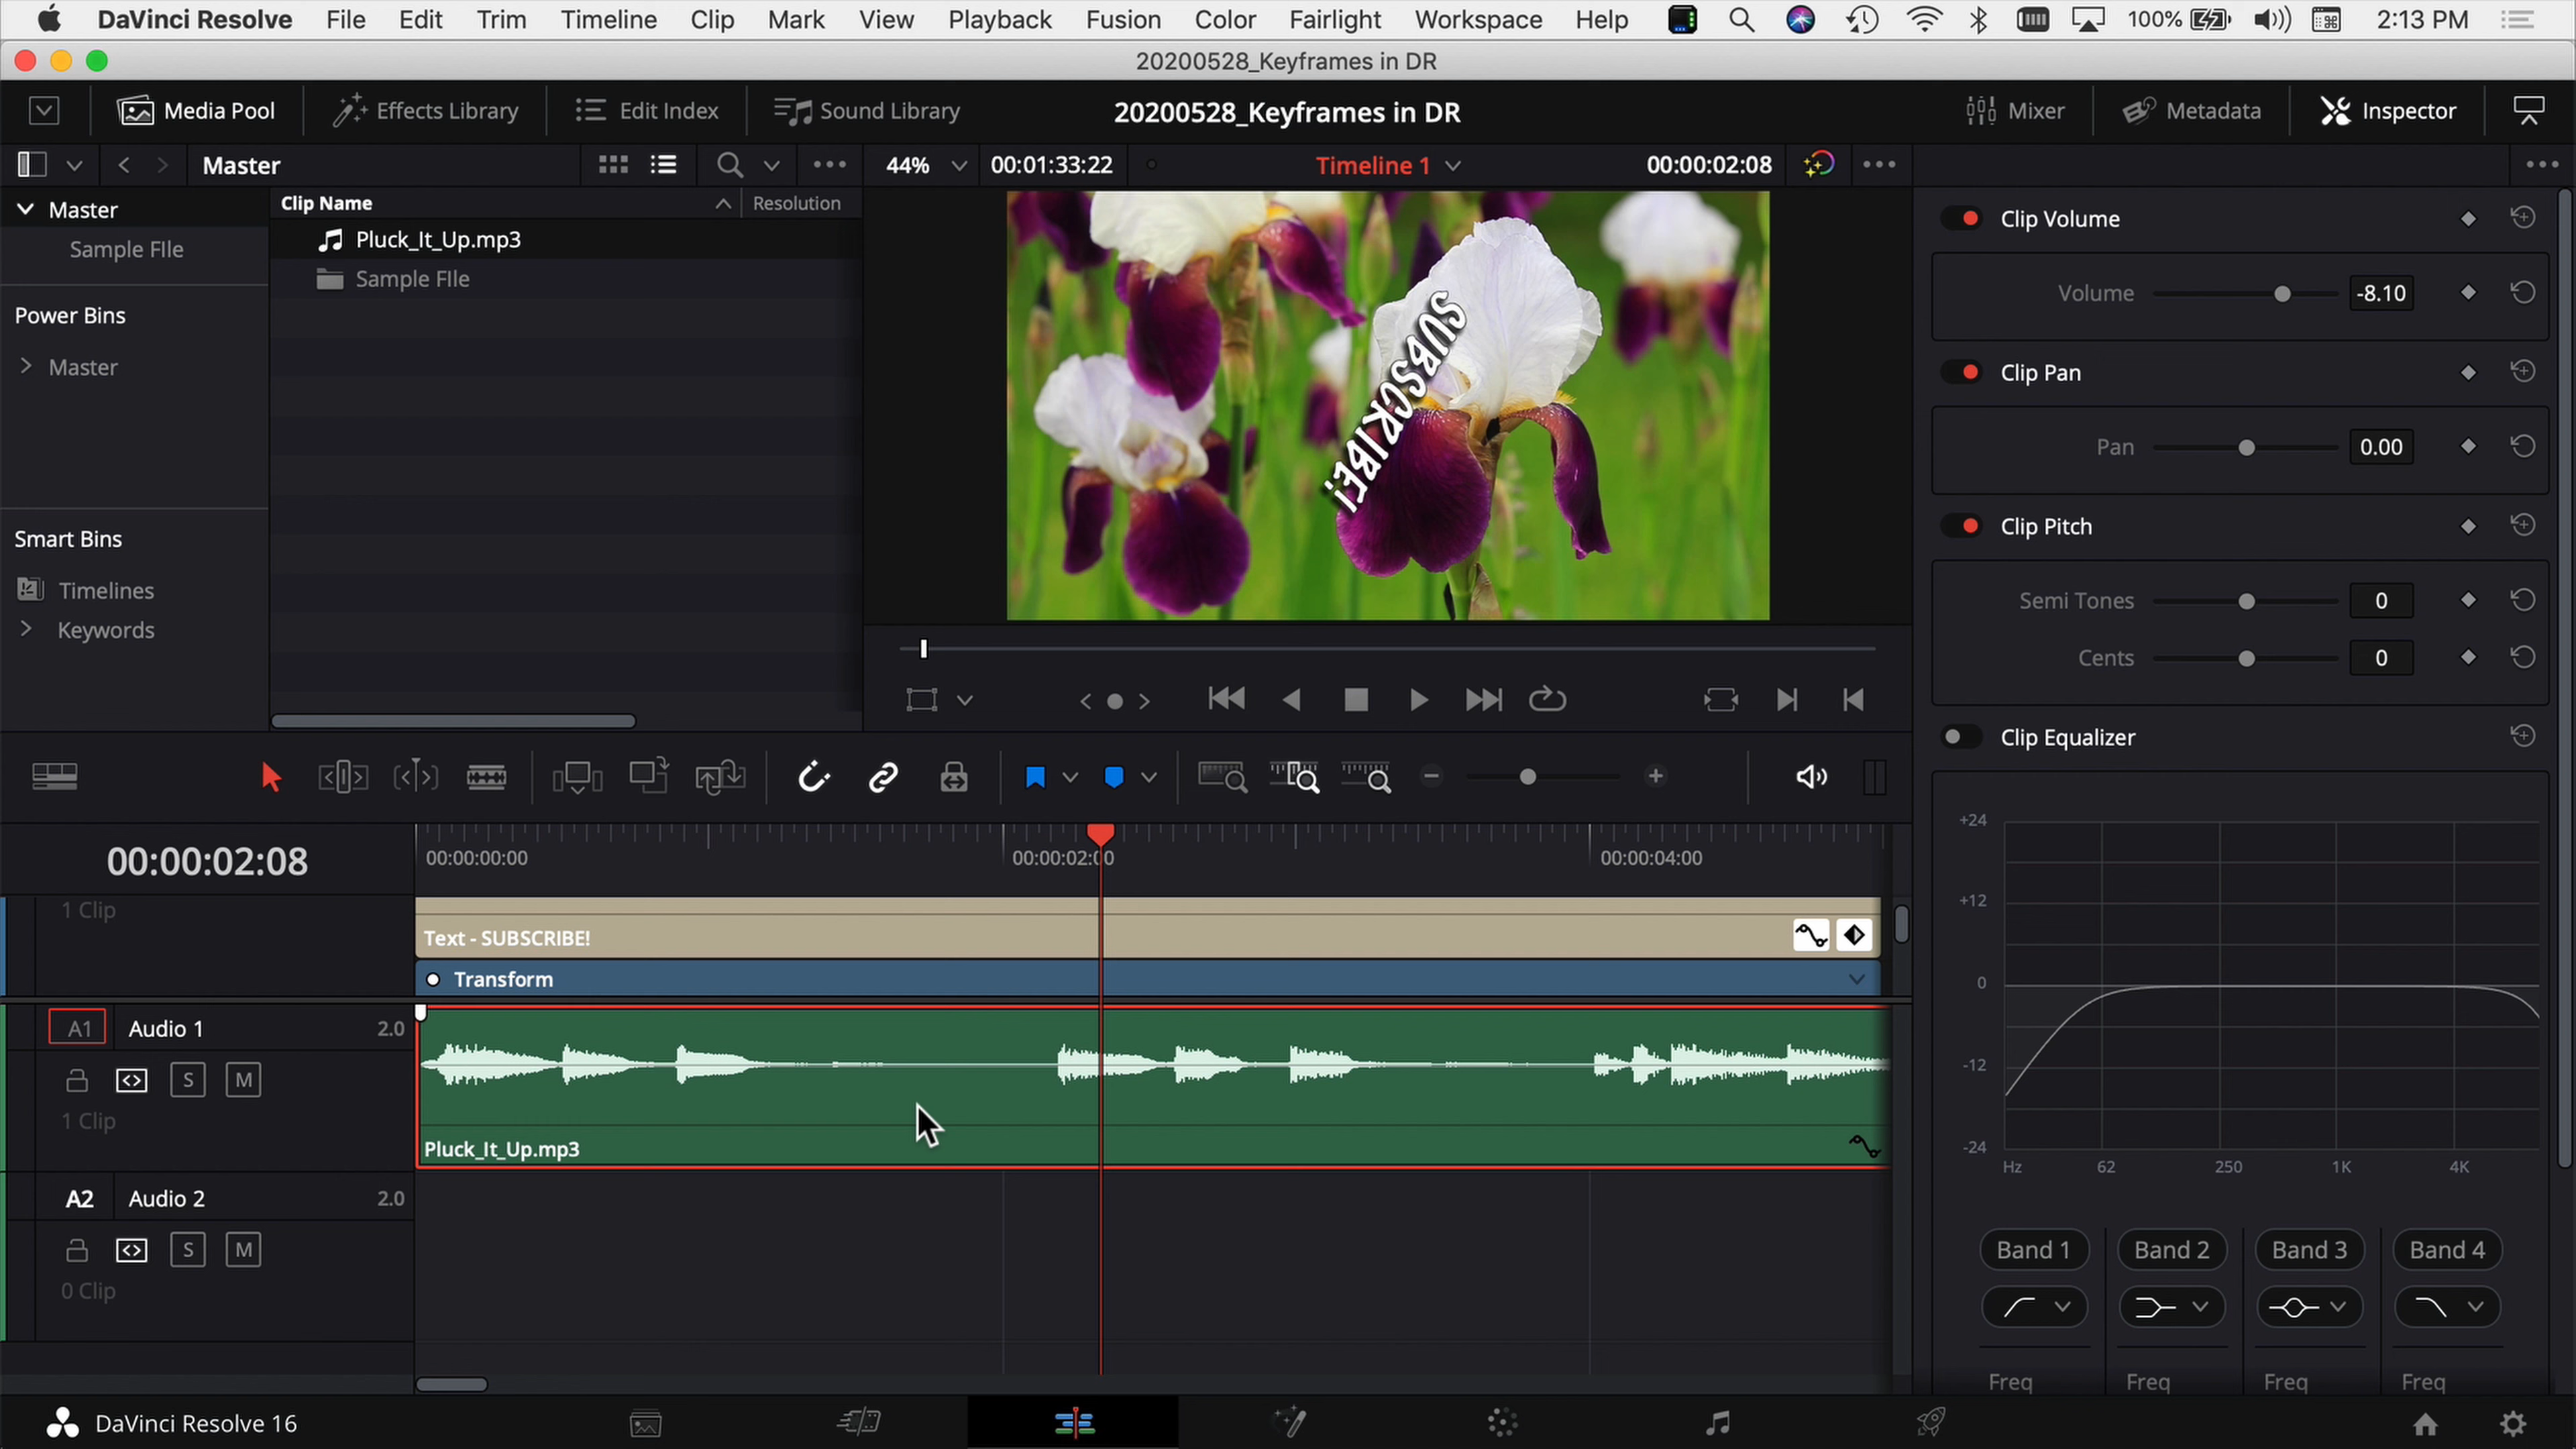 DaVinci Resolve File Edit Trim Timeline Clip Mark View Playback Fusion Color Fairlight Workspace Help 100% 2:13 PM
20200528_Keyframes in DR
Media Pool Effects Library Edit Index Sound Library 20200528_Keyframes in DR Mixer Metadata Inspector
Master 44% 00:01:33:22 Timeline 1 00:00:02:08
Master
Sample FIle
Power Bins
Master
Smart Bins
Timelines
Keywords
Clip Name Resolution
Pluck_It_Up.mp3
Sample FIle
SUBSCRIBE!
Clip Volume
Volume -8.10
Clip Pan
Pan 0.00
Clip Pitch
Semi Tones 0
Cents 0
Clip Equalizer
+24
+12
0
-12
-24
Hz 62 250 1K 4K
Band 1 Band 2 Band 3 Band 4
Freq Freq Freq Freq
00:00:02:08 00:00:00:00 00:00:02:00 00:00:04:00
1 Clip
Text - SUBSCRIBE!
Transform
A1 Audio 1 2.0
S M
1 Clip
Pluck_It_Up.mp3
A2 Audio 2 2.0
S M
0 Clip
DaVinci Resolve 16